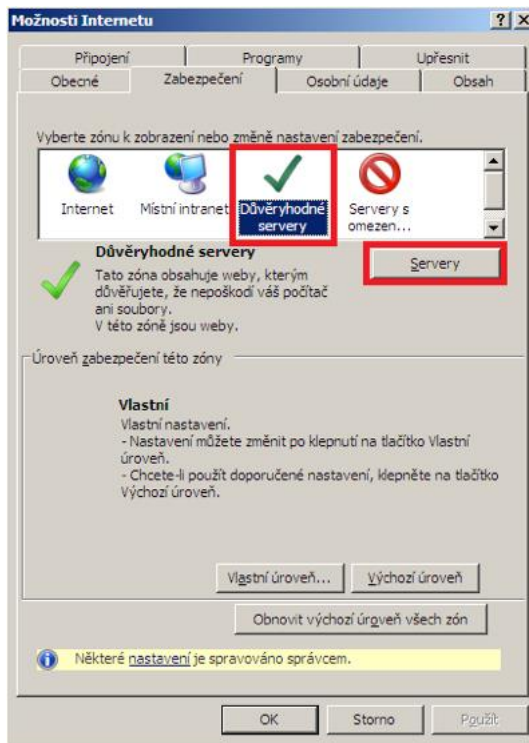 Možnosti Internetu
Připojení Programy Upřesnit
Obecné Zabezpečení Osobní údaje Obsah
Vyberte zónu k zobrazení nebo změně nastavení zabezpečení.
Internet
Místní intranet
Důvěryhodné
servery
Servery s
omezen...
Důvěryhodné servery
Tato zóna obsahuje weby, kterým
důvěřujete, že nepoškodí váš počítač
ani soubory.
V této zóně jsou weby.
Servery
Úroveň zabezpečení této zóny
Vlastní
Vlastní nastavení.
- Nastavení můžete změnit po klepnutí na tlačítko Vlastní
úroveň.
- Chcete-li použít doporučené nastavení, klepněte na tlačítko
Výchozí úroveň.
Vlastní úroveň... Výchozí úroveň
Obnovit výchozí úroveň všech zón
Některé nastavení je spravováno správcem.
OK Storno Použít